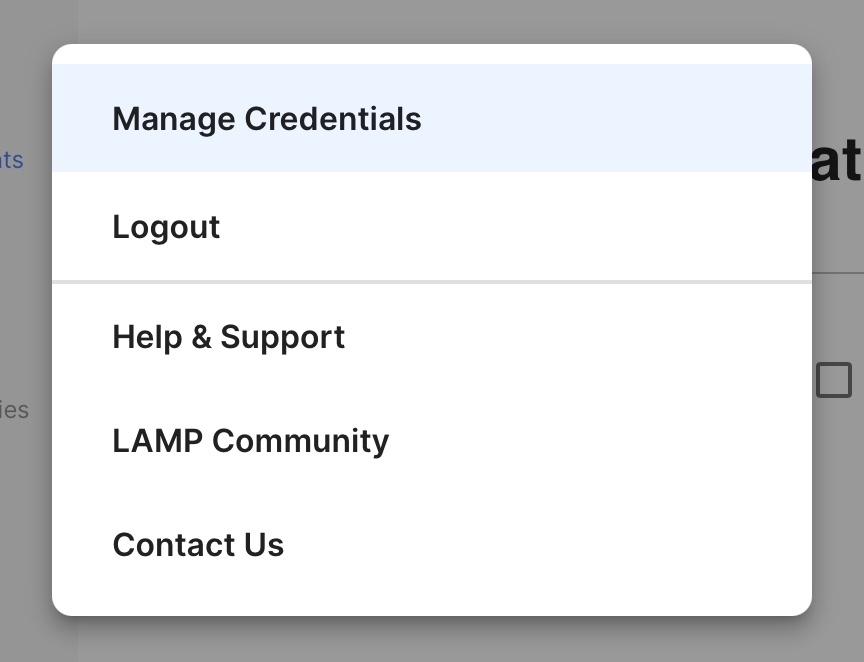 Manage Credentials
Logout
Help & Support
LAMP Community
Contact Us